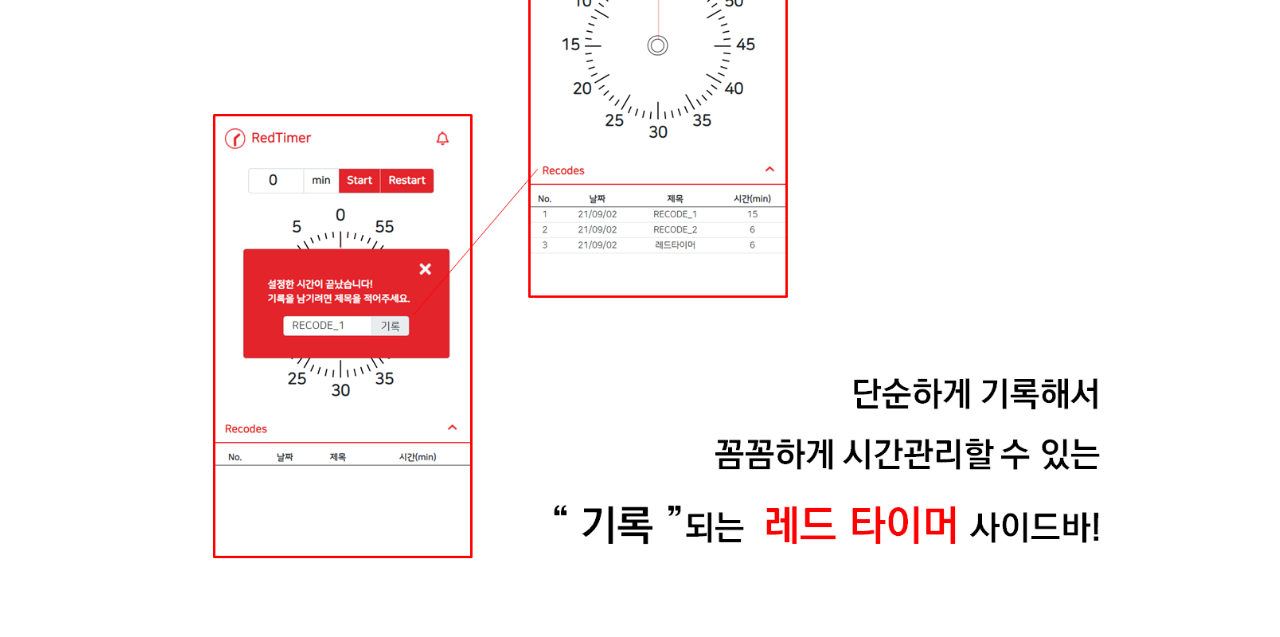 10 50
15 45
20 40
25 35
30
RedTimer
0 min Start Restart
0
5 55
설정한 시간이 끝났습니다!
기록을 남기려면 제목을 적어주세요.
RECODE_1 기록
25 35
30
Recodes
No. 날짜 제목 시간(min)
Recodes
No. 날짜 제목 시간(min)
1 21/09/02 RECODE_1 15
2 21/09/02 RECODE_2 6
3 21/09/02 레드타이머 6
단순하게 기록해서
꼼꼼하게 시간관리할 수 있는
“ 기록 ”되는 레드 타이머 사이드바!